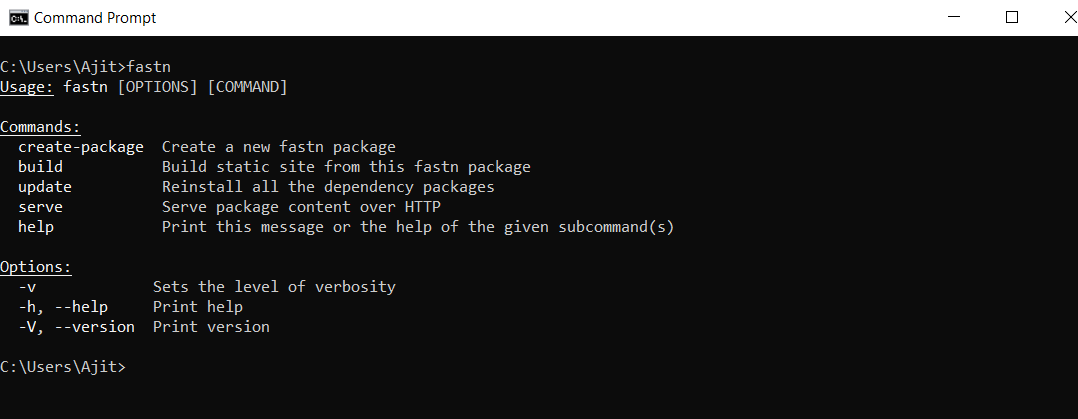 Command Prompt
C:\Users\Ajit>fastn
Usage: fastn [OPTIONS] [COMMAND]
Commands:
create-package  Create a new fastn package
build           Build static site from this fastn package
update          Reinstall all the dependency packages
serve           Serve package content over HTTP
help            Print this message or the help of the given subcommand(s)
Options:
-v             Sets the level of verbosity
-h, --help     Print help
-V, --version  Print version
C:\Users\Ajit>